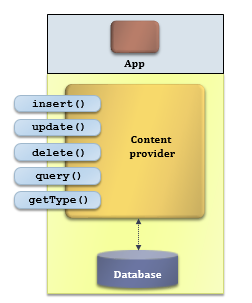 App
insert()
update()
delete()
query()
getType()
Content
provider
Database